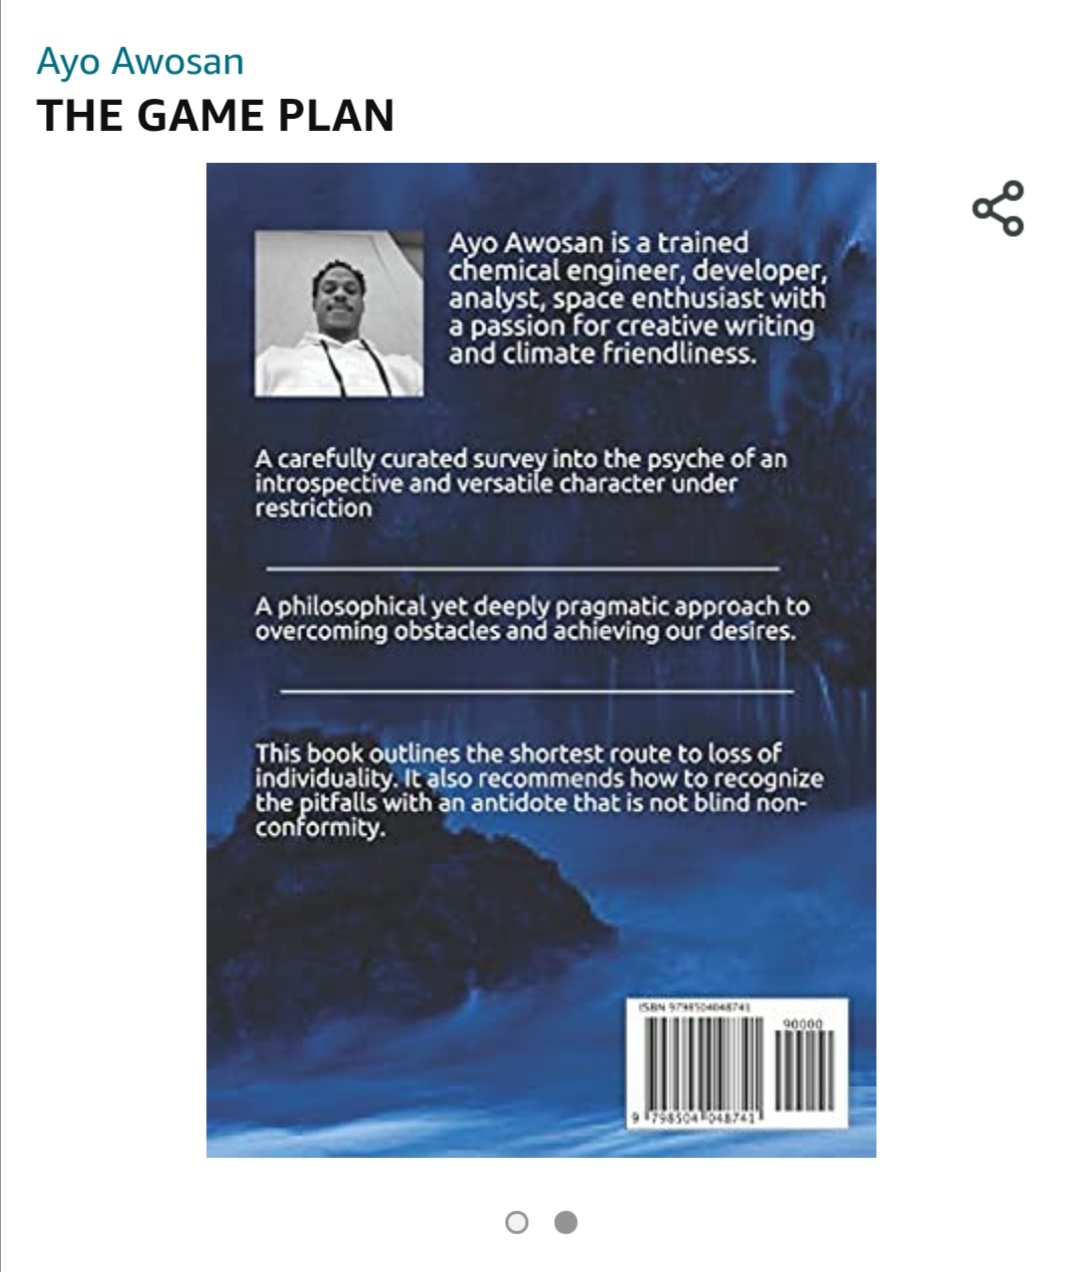 Ayo Awosan
THE GAME PLAN
Ayo Awosan is a trained
chemical engineer, developer,
analyst, space enthusiast with
a passion for creative writing
and climate friendliness.
A carefully curated survey into the psyche of an
introspective and versatile character under
restriction
A philosophical yet deeply pragmatic approach to
overcoming obstacles and achieving our desires.
This book outlines the shortest route to loss of
individuality. It also recommends how to recognize
the pitfalls with an antidote that is not blind non-
conformity.
ISBN 9798504048741
90000
9 798504 048741